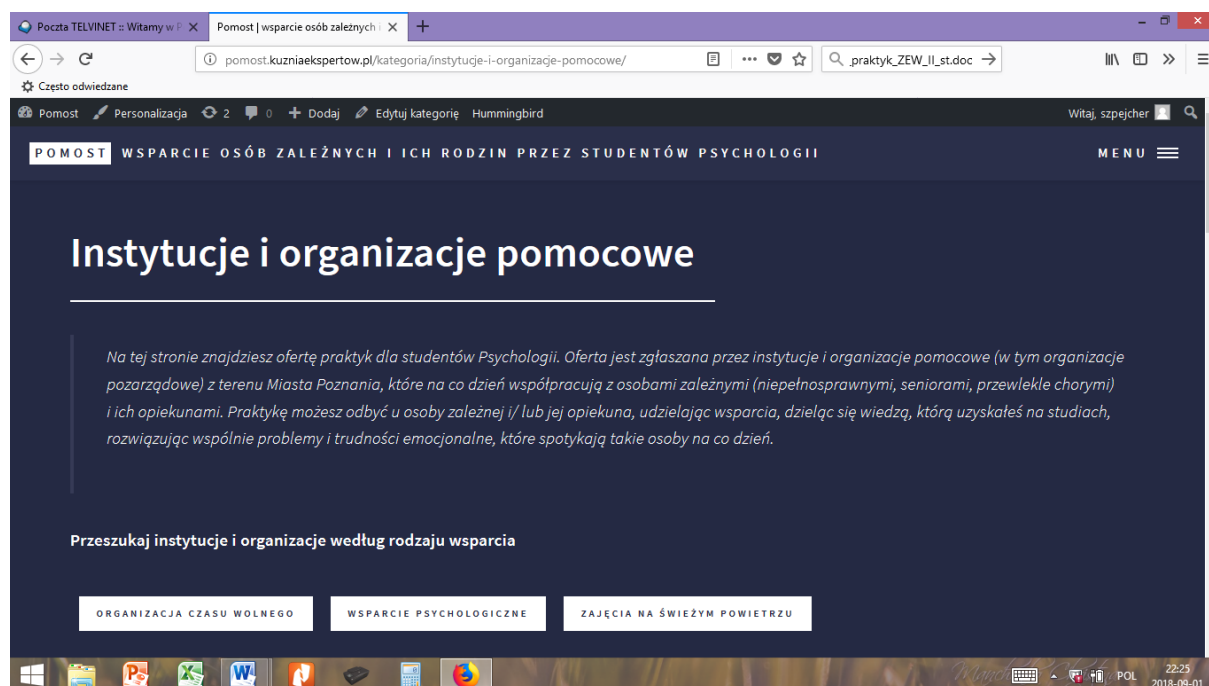 Poczta TELVINET :: Witamy w P
Pomost | wsparcie osób zależnych i
pomost.kuzniaekspertow.pl/kategoria/instytucje-i-organizacje-pomocowe/
_praktyk_ZEW_II_st.doc
Często odwiedzane
Pomost Personalizacja 2 0 Dodaj Edytuj kategorię Hummingbird Witaj, szpejcher
POMOST WSPARCIE OSÓB ZALEŻNYCH I ICH RODZIN PRZEZ STUDENTÓW PSYCHOLOGII MENU
Instytucje i organizacje pomocowe
Na tej stronie znajdziesz ofertę praktyk dla studentów Psychologii. Oferta jest zgłaszana przez instytucje i organizacje pomocowe (w tym organizacje
pozarządowe) z terenu Miasta Poznania, które na co dzień współpracują z osobami zależnymi (niepełnosprawnymi, seniorami, przewlekle chorymi)
i ich opiekunami. Praktykę możesz odbyć u osoby zależnej i/ lub jej opiekuna, udzielając wsparcia, dzieląc się wiedzą, którą uzyskałeś na studiach,
rozwiązując wspólnie problemy i trudności emocjonalne, które spotykają takie osoby na co dzień.
Przeszukaj instytucje i organizacje według rodzaju wsparcia
ORGANIZACJA CZASU WOLNEGO
WSPARCIE PSYCHOLOGICZNE
ZAJĘCIA NA ŚWIEŻYM POWIETRZU
POL
22:25
2018-09-01